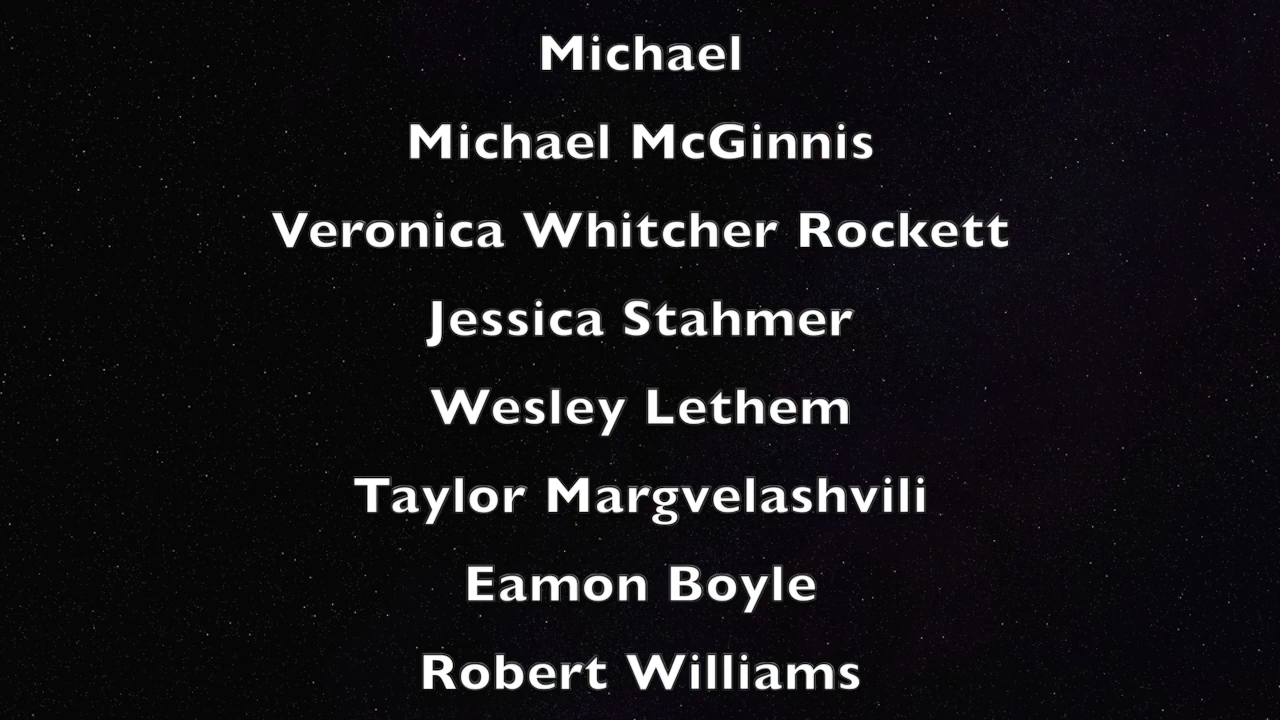 Michael
Michael McGinnis
Veronica Whitcher Rockett
Jessica Stahmer
Wesley Lethem
Taylor Margvelashvili
Eamon Boyle
Robert Williams